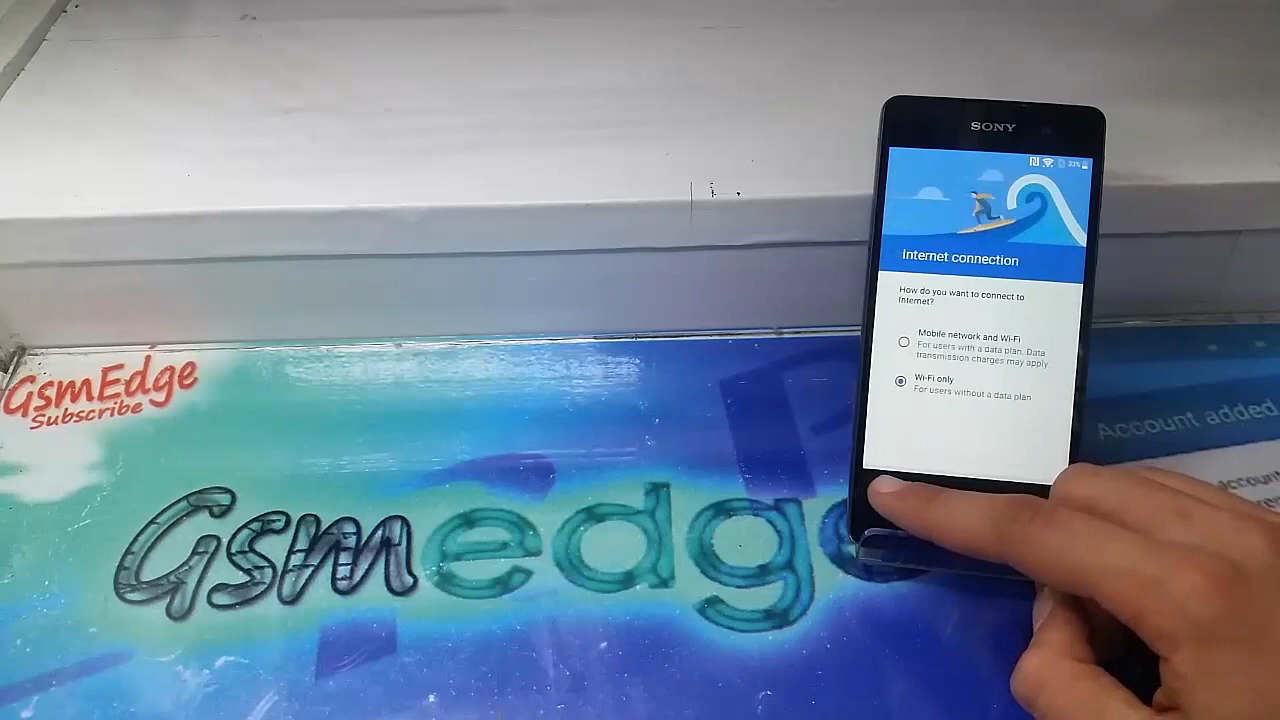 GsmEdge
Subscribe
Gsmedge
SONY
33%
Internet connection
How do you want to connect to
Internet?
Mobile network and Wi-Fi
For users with a data plan. Data
transmission charges may apply
Wi-Fi only
For users without a data plan
Account added